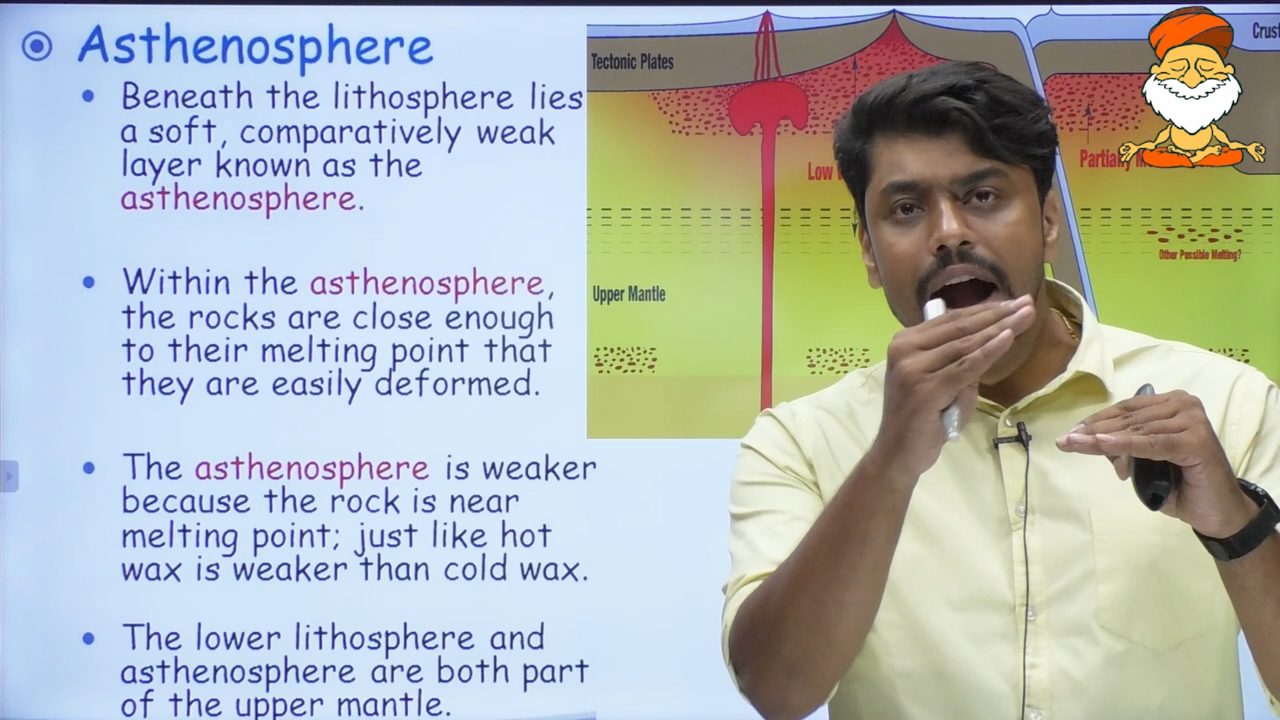 Asthenosphere
Beneath the lithosphere lies
a soft, comparatively weak
layer known as the
asthenosphere.
Within the asthenosphere,
the rocks are close enough
to their melting point that
they are easily deformed.
The asthenosphere is weaker
because the rock is near
melting point; just like hot
wax is weaker than cold wax.
The lower lithosphere and
asthenosphere are both part
of the upper mantle.
Tectonic Plates
Crust
Low
Other Possible Melting?
Upper Mantle